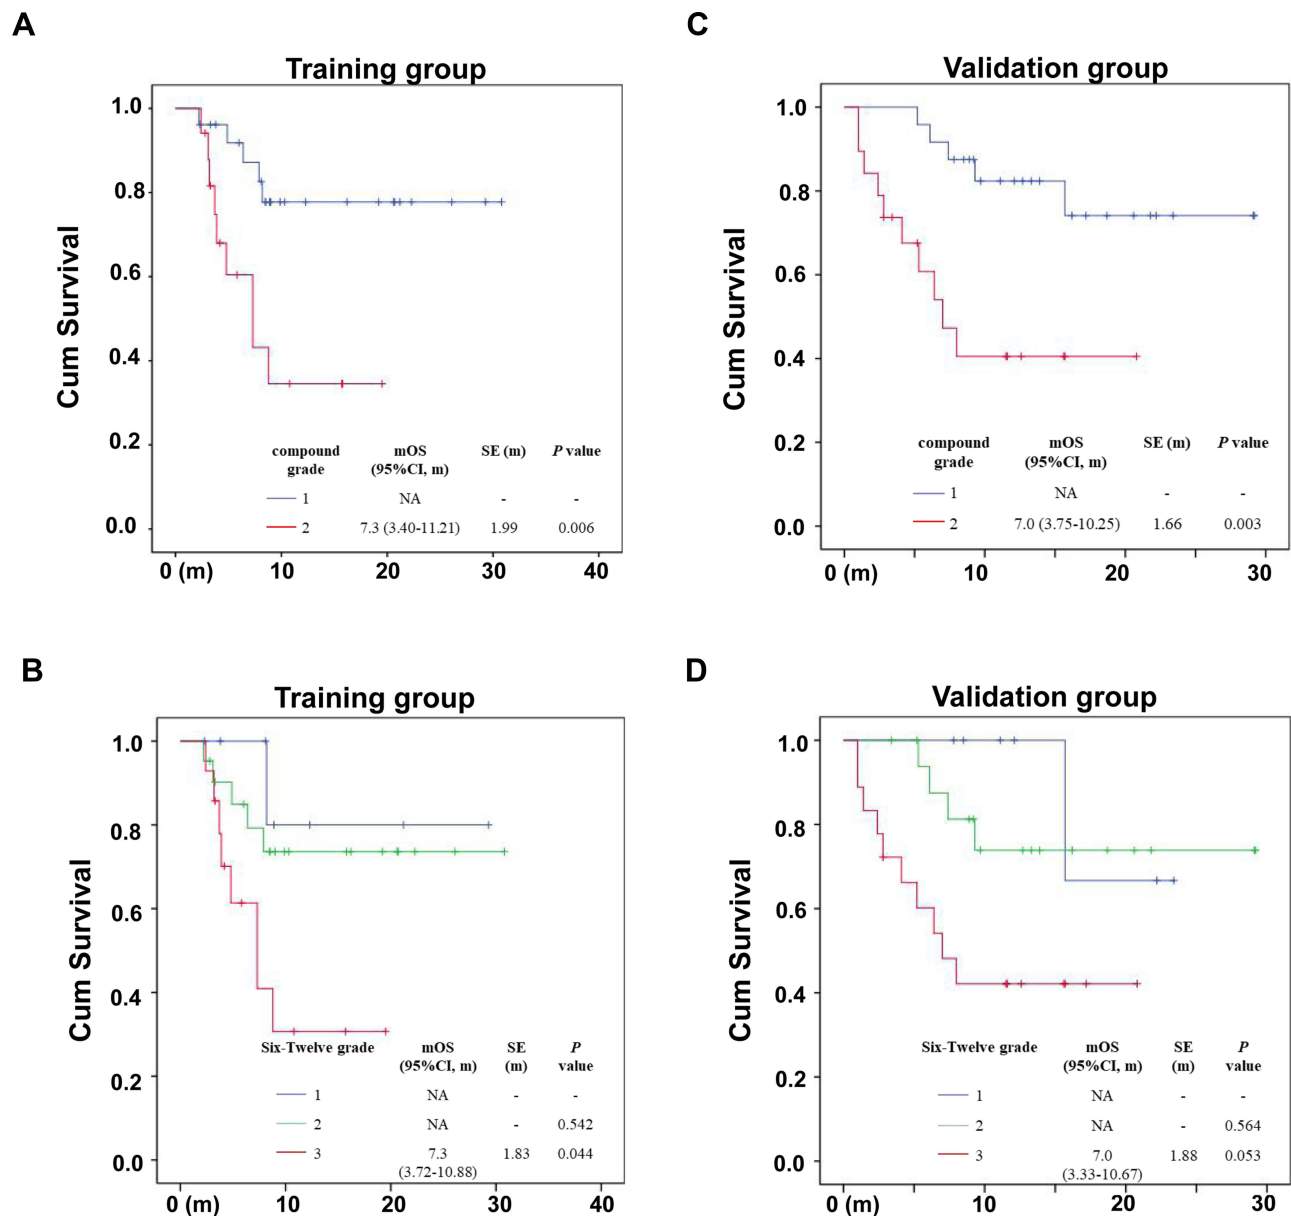 A
Training group
1.0
0.8
0.6
0.4
0.2
0.0
Cum Survival
compound grade
mOS (95%CI, m)
SE (m)
P value
1 NA - -
2 7.3 (3.40-11.21) 1.99 0.006
0 (m) 10 20 30 40
C
Validation group
1.0
0.8
0.6
0.4
0.2
0.0
Cum Survival
compound grade
mOS (95%CI, m)
SE (m)
P value
1 NA - -
2 7.0 (3.75-10.25) 1.66 0.003
0 (m) 10 20 30
B
Training group
1.0
0.8
0.6
0.4
0.2
0.0
Cum Survival
Six-Twelve grade
mOS (95%CI, m)
SE (m)
P value
1 NA - -
2 NA - 0.542
3 7.3 (3.72-10.88) 1.83 0.044
0 (m) 10 20 30 40
D
Validation group
1.0
0.8
0.6
0.4
0.2
0.0
Cum Survival
Six-Twelve grade
mOS (95%CI, m)
SE (m)
P value
1 NA - -
2 NA - 0.564
3 7.0 (3.33-10.67) 1.88 0.053
0 (m) 10 20 30